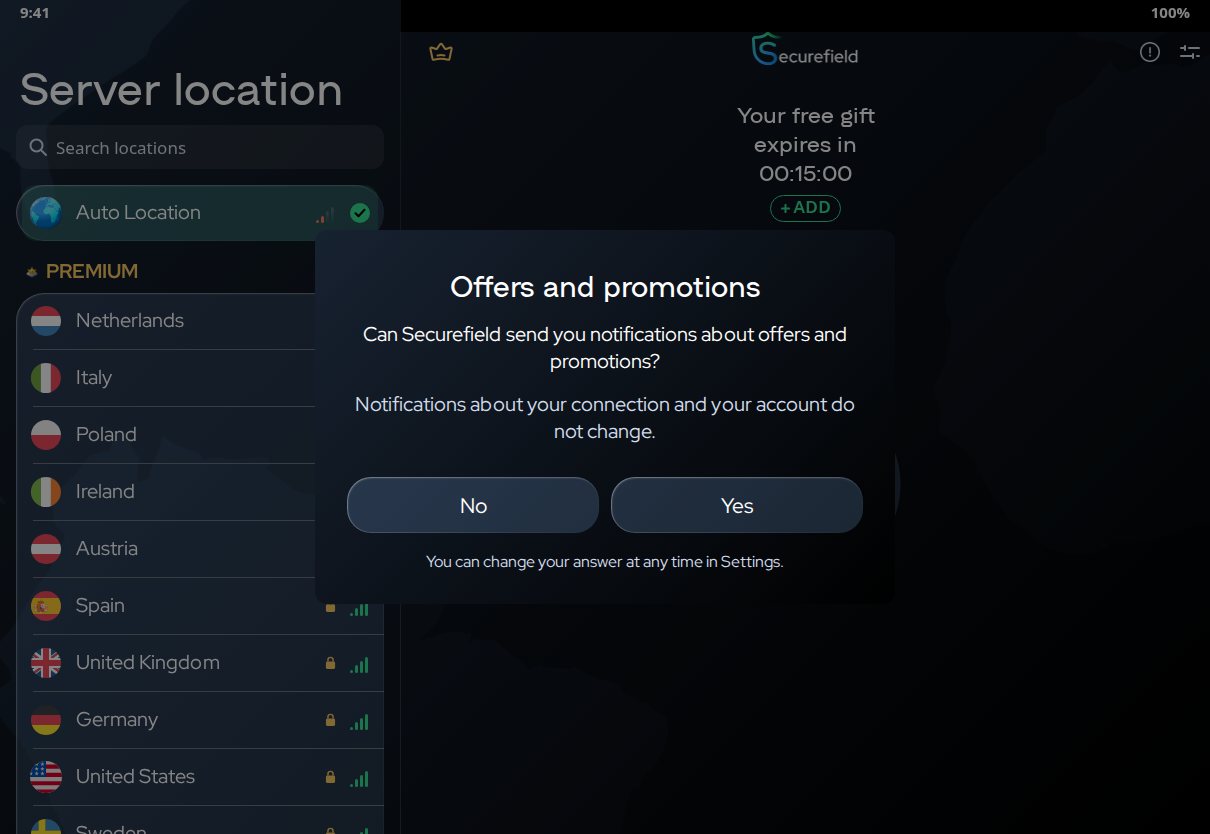 9:41
100%
Server location
Search locations
Auto Location
PREMIUM
Netherlands
Italy
Poland
Ireland
Austria
Spain
United Kingdom
Germany
United States
Sweden
Securefield
Your free gift
expires in
00:15:00
+ ADD
Offers and promotions
Can Securefield send you notifications about offers and
promotions?
Notifications about your connection and your account do
not change.
No
Yes
You can change your answer at any time in Settings.